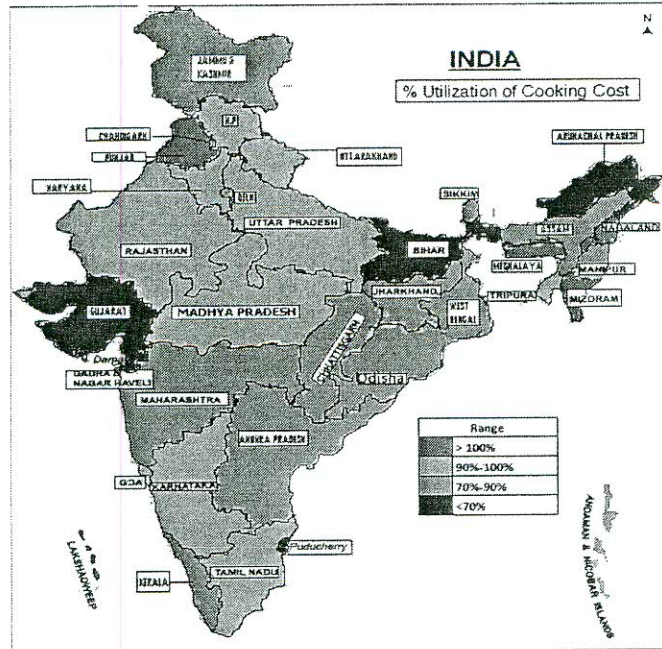 N
INDIA
% Utilization of Cooking Cost
JAMMU &
KASHMIR
H.P
CHANDIGARH
PUNJAB
UTTARAKHAND
HARYANA
DELHI
ARUNACHAL PRADESH
SIKKIM
UTTAR PRADESH
RAJASTHAN
ASSAM
NAGALAND
BIHAR
MEGHALAYA
MANIPUR
GUJARAT
MADHYA PRADESH
JHARKHAND
WEST
BENGAL
TRIPURA
MIZORAM
CHHATTISGARH
Daman
DADRA &
NAGAR HAVELI
Odisha
MAHARASHTRA
ANDHRA PRADESH
Range
> 100%
90%-100%
70%-90%
<70%
GOA
KARNATAKA
LAKSHADWEEP
Puducherry
KERALA
TAMIL NADU
ANDAMAN & NICOBAR ISLANDS